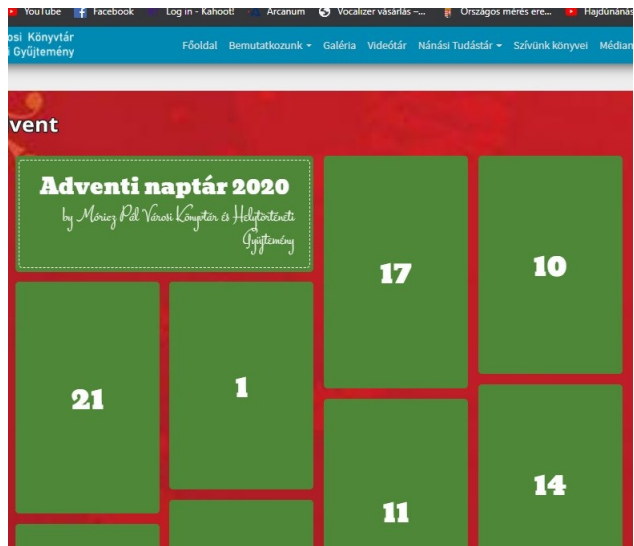 YouTube Facebook Log in - Kahoot! Arcanum Vocalizer vásárlás –... Országos mérés ere... Hajdúnánás
osi Könyvtár
i Gyűjtemény
Főoldal Bemutatkozunk Galéria Videótár Nánási Tudástár Szívünk könyvei Médian
vent
Adventi naptár 2020
by Móricz Pál Városi Könyvtár és Helytörténeti
Gyűjtemény
17
10
21
1
11
14